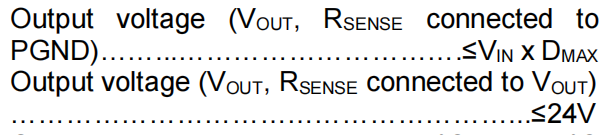 Output voltage (VOUT, RSENSE connected to
PGND)……..……………………………….≤VIN x DMAX
Output voltage (VOUT, RSENSE connected to VOUT)
…………………………………………………..≤24V